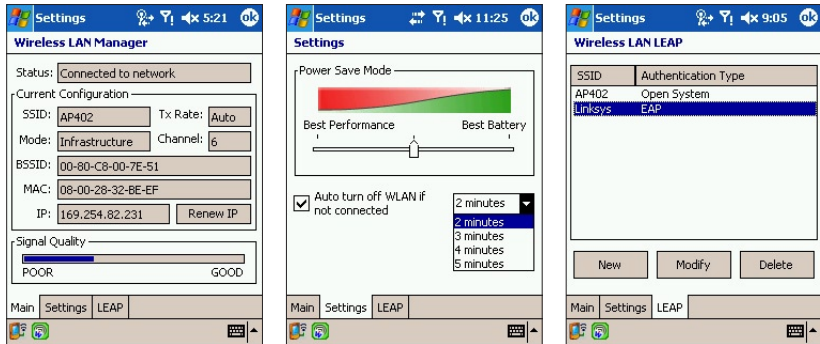 Settings 5:21 ok
Wireless LAN Manager
Status: Connected to network
Current Configuration
SSID: AP402 Tx Rate: Auto
Mode: Infrastructure Channel: 6
BSSID: 00-80-C8-00-7E-51
MAC: 08-00-28-32-BE-EF
IP: 169.254.82.231 Renew IP
Signal Quality
POOR GOOD
Main Settings LEAP
Settings 11:25 ok
Settings
Power Save Mode
Best Performance Best Battery
Auto turn off WLAN if
not connected
2 minutes
2 minutes
3 minutes
4 minutes
5 minutes
Main Settings LEAP
Settings 9:05 ok
Wireless LAN LEAP
SSID Authentication Type
AP402 Open System
Linksys EAP
New Modify Delete
Main Settings LEAP